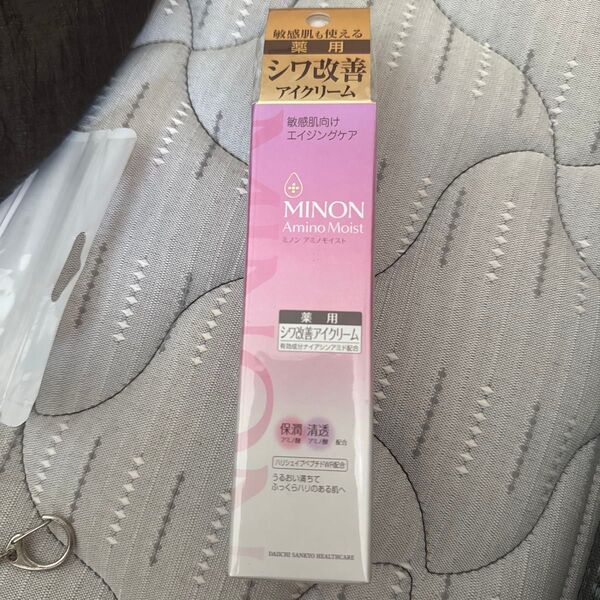 敏感肌も使える
薬用
シワ改善
アイクリーム
敏感肌向け
エイジングケア
MINON
Amino Moist
ミノン アミノモイスト
薬用
シワ改善アイクリーム
有効成分ナイアシンアミド配合
保潤 清透
アミノ酸 アミノ酸 配合
ハリシェイプペプチドWR配合
うるおい満ちて
ふっくらハリのある肌へ
DAIICHI SANKYO HEALTHCARE
MINON